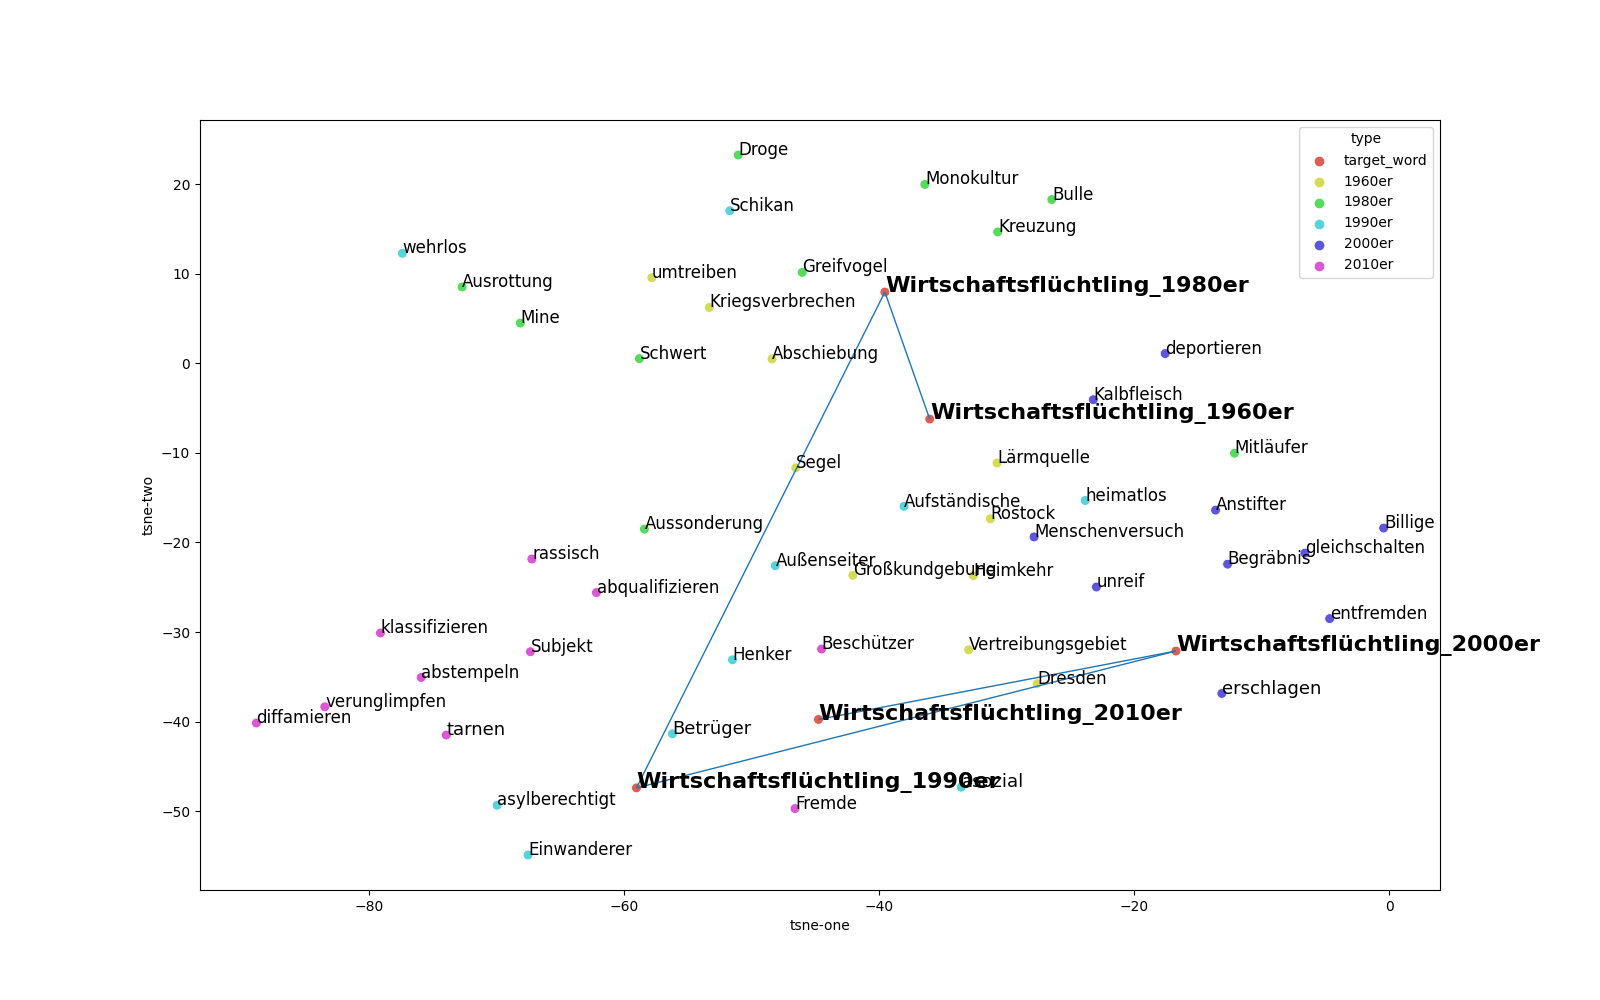 type
target_word
1960er
1980er
1990er
2000er
2010er
Droge
Monokultur
Bulle
Schikan
Kreuzung
wehrlos
Greifvogel
umtreiben
Ausrottung
Wirtschaftsflüchtling_1980er
Kriegsverbrechen
Mine
Schwert
Abschiebung
deportieren
Kalbfleisch
Wirtschaftsflüchtling_1960er
Mitläufer
Lärmquelle
Segel
heimatlos
Aufständische
Anstifter
Rostock
Billige
Aussonderung
Menschenversuch
gleichschalten
rassisch
Außenseiter
Begräbnis
Großkundgebung
Heimkehr
unreif
abqualifizieren
entfremden
klassifizieren
Subjekt
Beschützer
Vertreibungsgebiet
Wirtschaftsflüchtling_2000er
Henker
abstempeln
Dresden
erschlagen
verunglimpfen
diffamieren
Wirtschaftsflüchtling_2010er
tarnen
Betrüger
Wirtschaftsflüchtling_1990er
asozial
asylberechtigt
Fremde
Einwanderer
20
10
0
−10
−20
−30
−40
−50
tsne-two
−80
−60
−40
−20
0
tsne-one